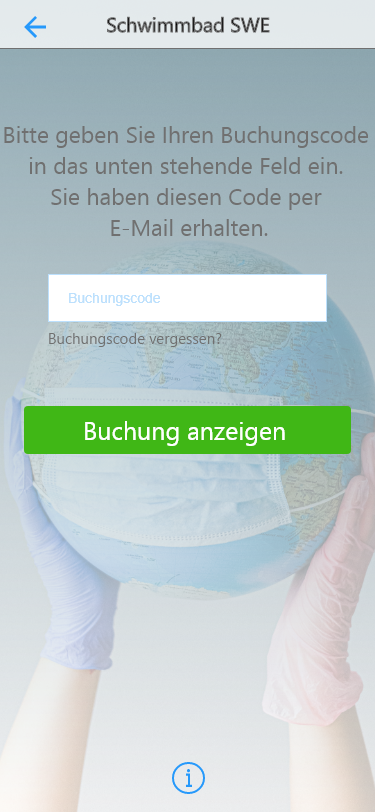 Schwimmbad SWE
Bitte geben Sie Ihren Buchungscode
in das unten stehende Feld ein.
Sie haben diesen Code per
E-Mail erhalten.
Buchungscode
Buchungscode vergessen?
Buchung anzeigen